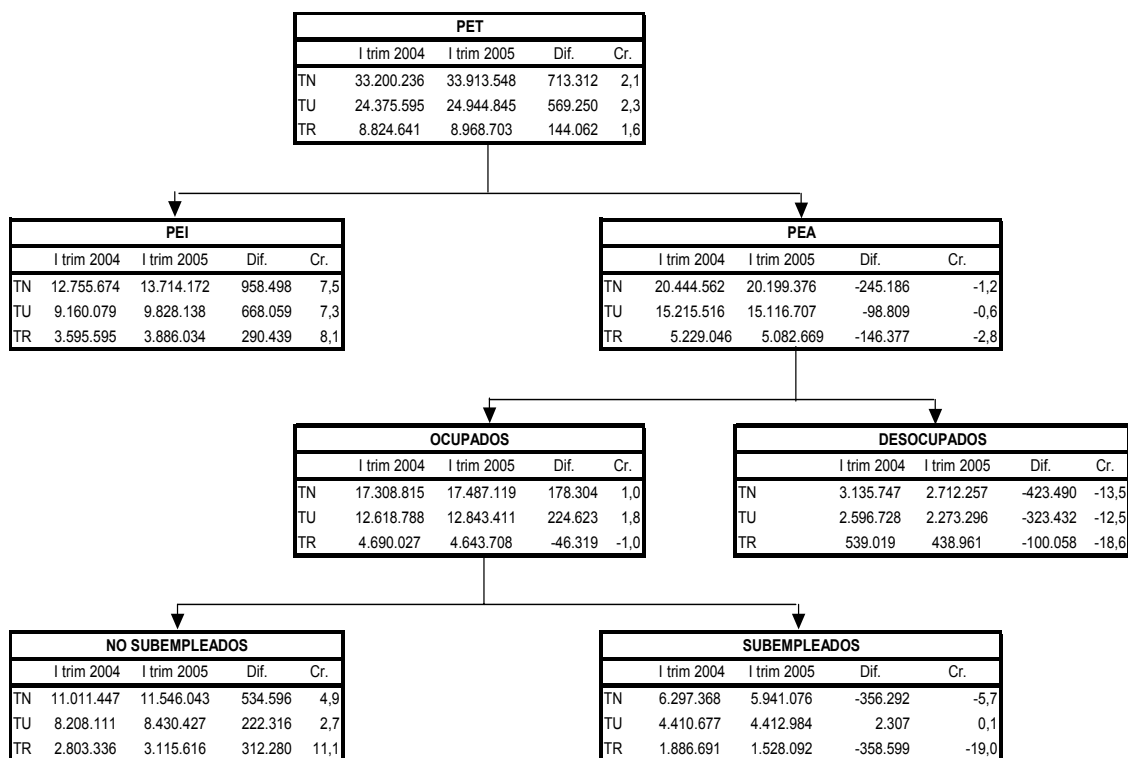 PET
I trim 2004 I trim 2005 Dif. Cr.
TN 33.200.236 33.913.548 713.312 2,1
TU 24.375.595 24.944.845 569.250 2,3
TR 8.824.641 8.968.703 144.062 1,6
PEI
I trim 2004 I trim 2005 Dif. Cr.
TN 12.755.674 13.714.172 958.498 7,5
TU 9.160.079 9.828.138 668.059 7,3
TR 3.595.595 3.886.034 290.439 8,1
PEA
I trim 2004 I trim 2005 Dif. Cr.
TN 20.444.562 20.199.376 -245.186 -1,2
TU 15.215.516 15.116.707 -98.809 -0,6
TR 5.229.046 5.082.669 -146.377 -2,8
OCUPADOS
I trim 2004 I trim 2005 Dif. Cr.
TN 17.308.815 17.487.119 178.304 1,0
TU 12.618.788 12.843.411 224.623 1,8
TR 4.690.027 4.643.708 -46.319 -1,0
DESOCUPADOS
I trim 2004 I trim 2005 Dif. Cr.
TN 3.135.747 2.712.257 -423.490 -13,5
TU 2.596.728 2.273.296 -323.432 -12,5
TR 539.019 438.961 -100.058 -18,6
NO SUBEMPLEADOS
I trim 2004 I trim 2005 Dif. Cr.
TN 11.011.447 11.546.043 534.596 4,9
TU 8.208.111 8.430.427 222.316 2,7
TR 2.803.336 3.115.616 312.280 11,1
SUBEMPLEADOS
I trim 2004 I trim 2005 Dif. Cr.
TN 6.297.368 5.941.076 -356.292 -5,7
TU 4.410.677 4.412.984 2.307 0,1
TR 1.886.691 1.528.092 -358.599 -19,0